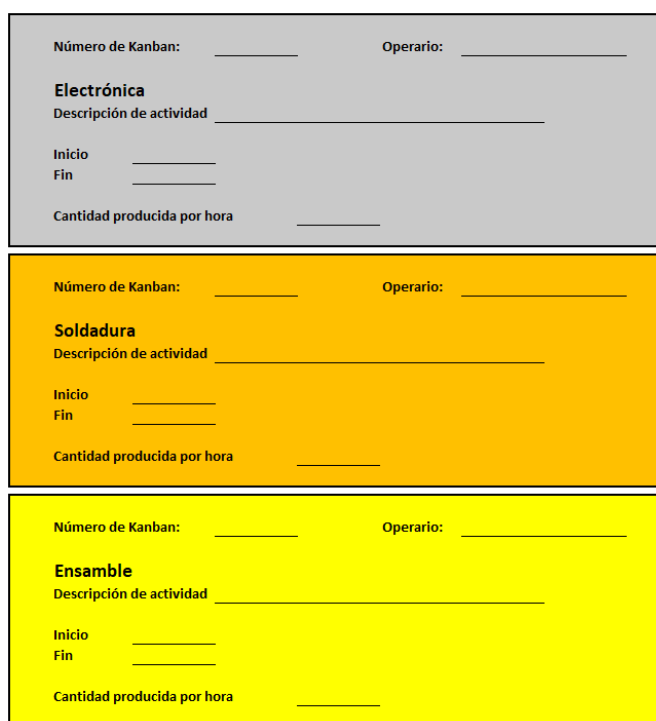 Número de Kanban: Operario:
Electrónica
Descripción de actividad
Inicio
Fin
Cantidad producida por hora
Número de Kanban: Operario:
Soldadura
Descripción de actividad
Inicio
Fin
Cantidad producida por hora
Número de Kanban: Operario:
Ensamble
Descripción de actividad
Inicio
Fin
Cantidad producida por hora